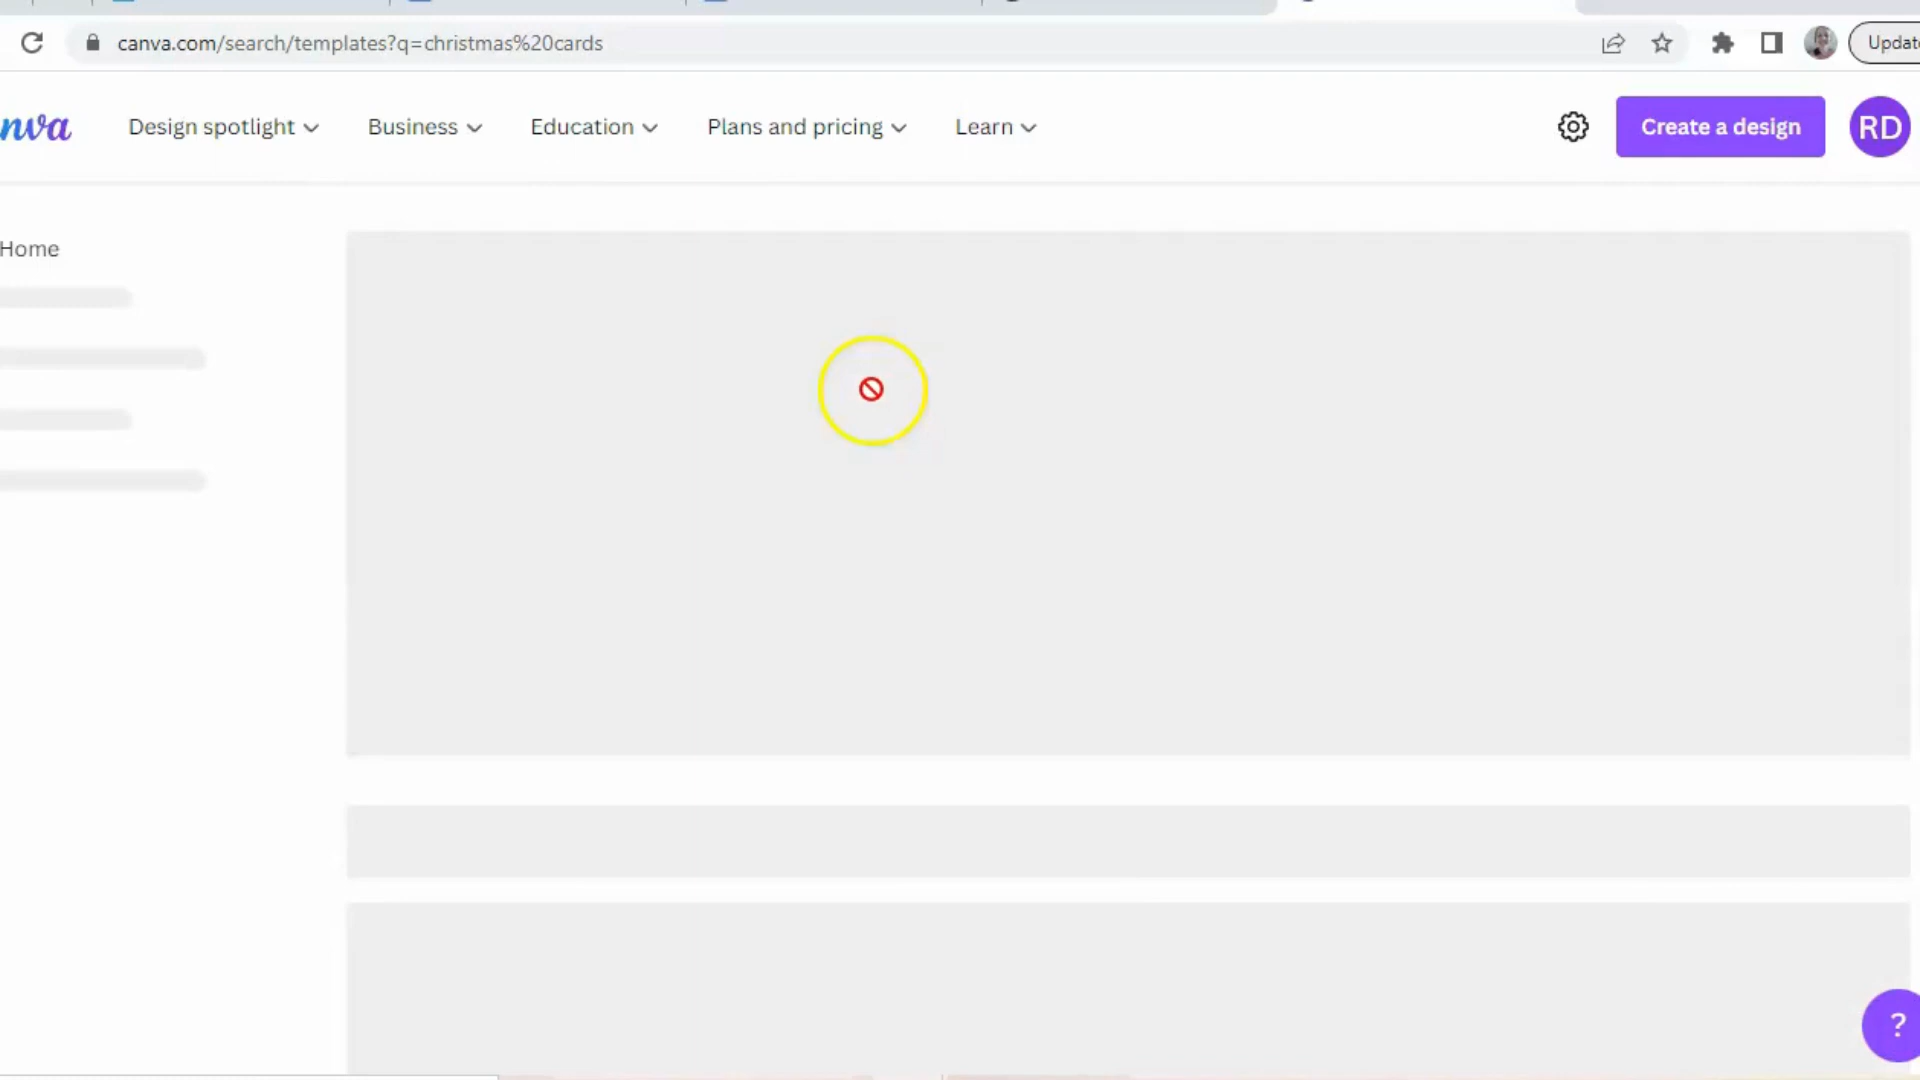 canva.com/search/templates?q=christmas%20cards
Update
nva
Design spotlight
Business
Education
Plans and pricing
Learn
Create a design
RD
Home
?